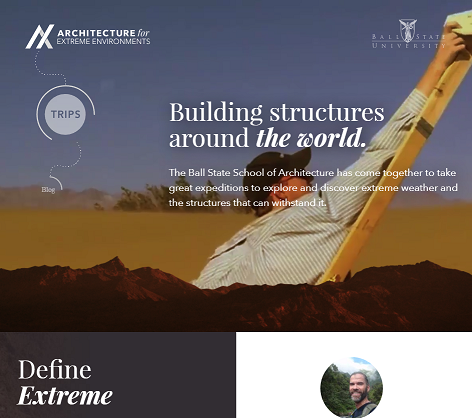 ARCHITECTURE for
EXTREME ENVIRONMENTS
BALL STATE
UNIVERSITY
TRIPS
Building structures
around the world.
The Ball State School of Architecture has come together to take
great expeditions to explore and discover extreme weather and
the structures that can withstand it.
Blog
Define
Extreme